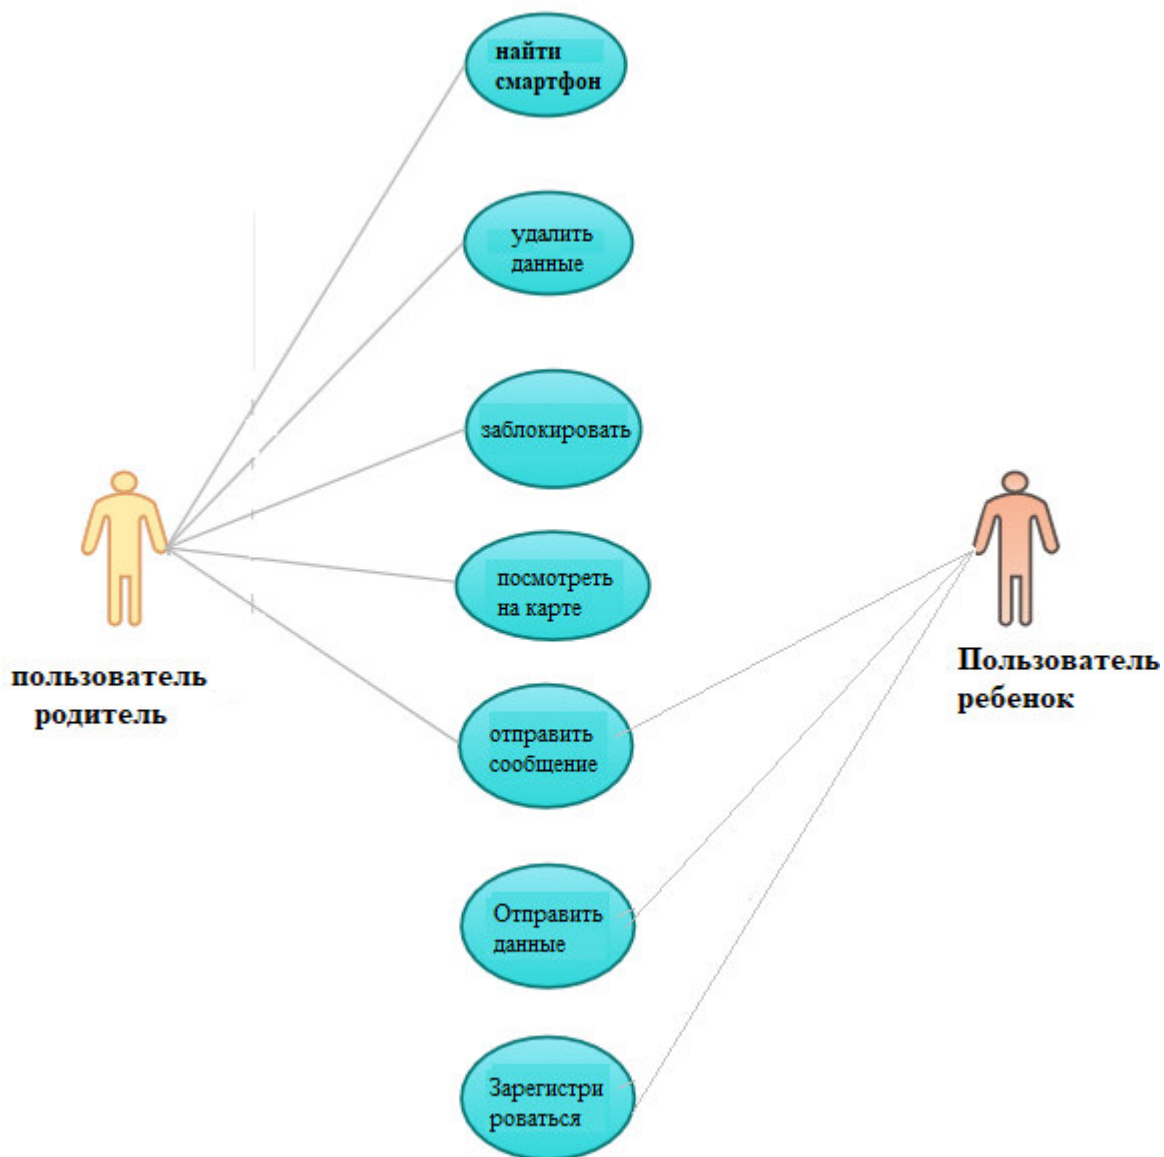 найти
смартфон
удалить
данные
заблокировать
посмотреть
на карте
пользователь
родитель
Пользователь
ребенок
отправить
сообщение
Отправить
данные
Зарегистри
роваться